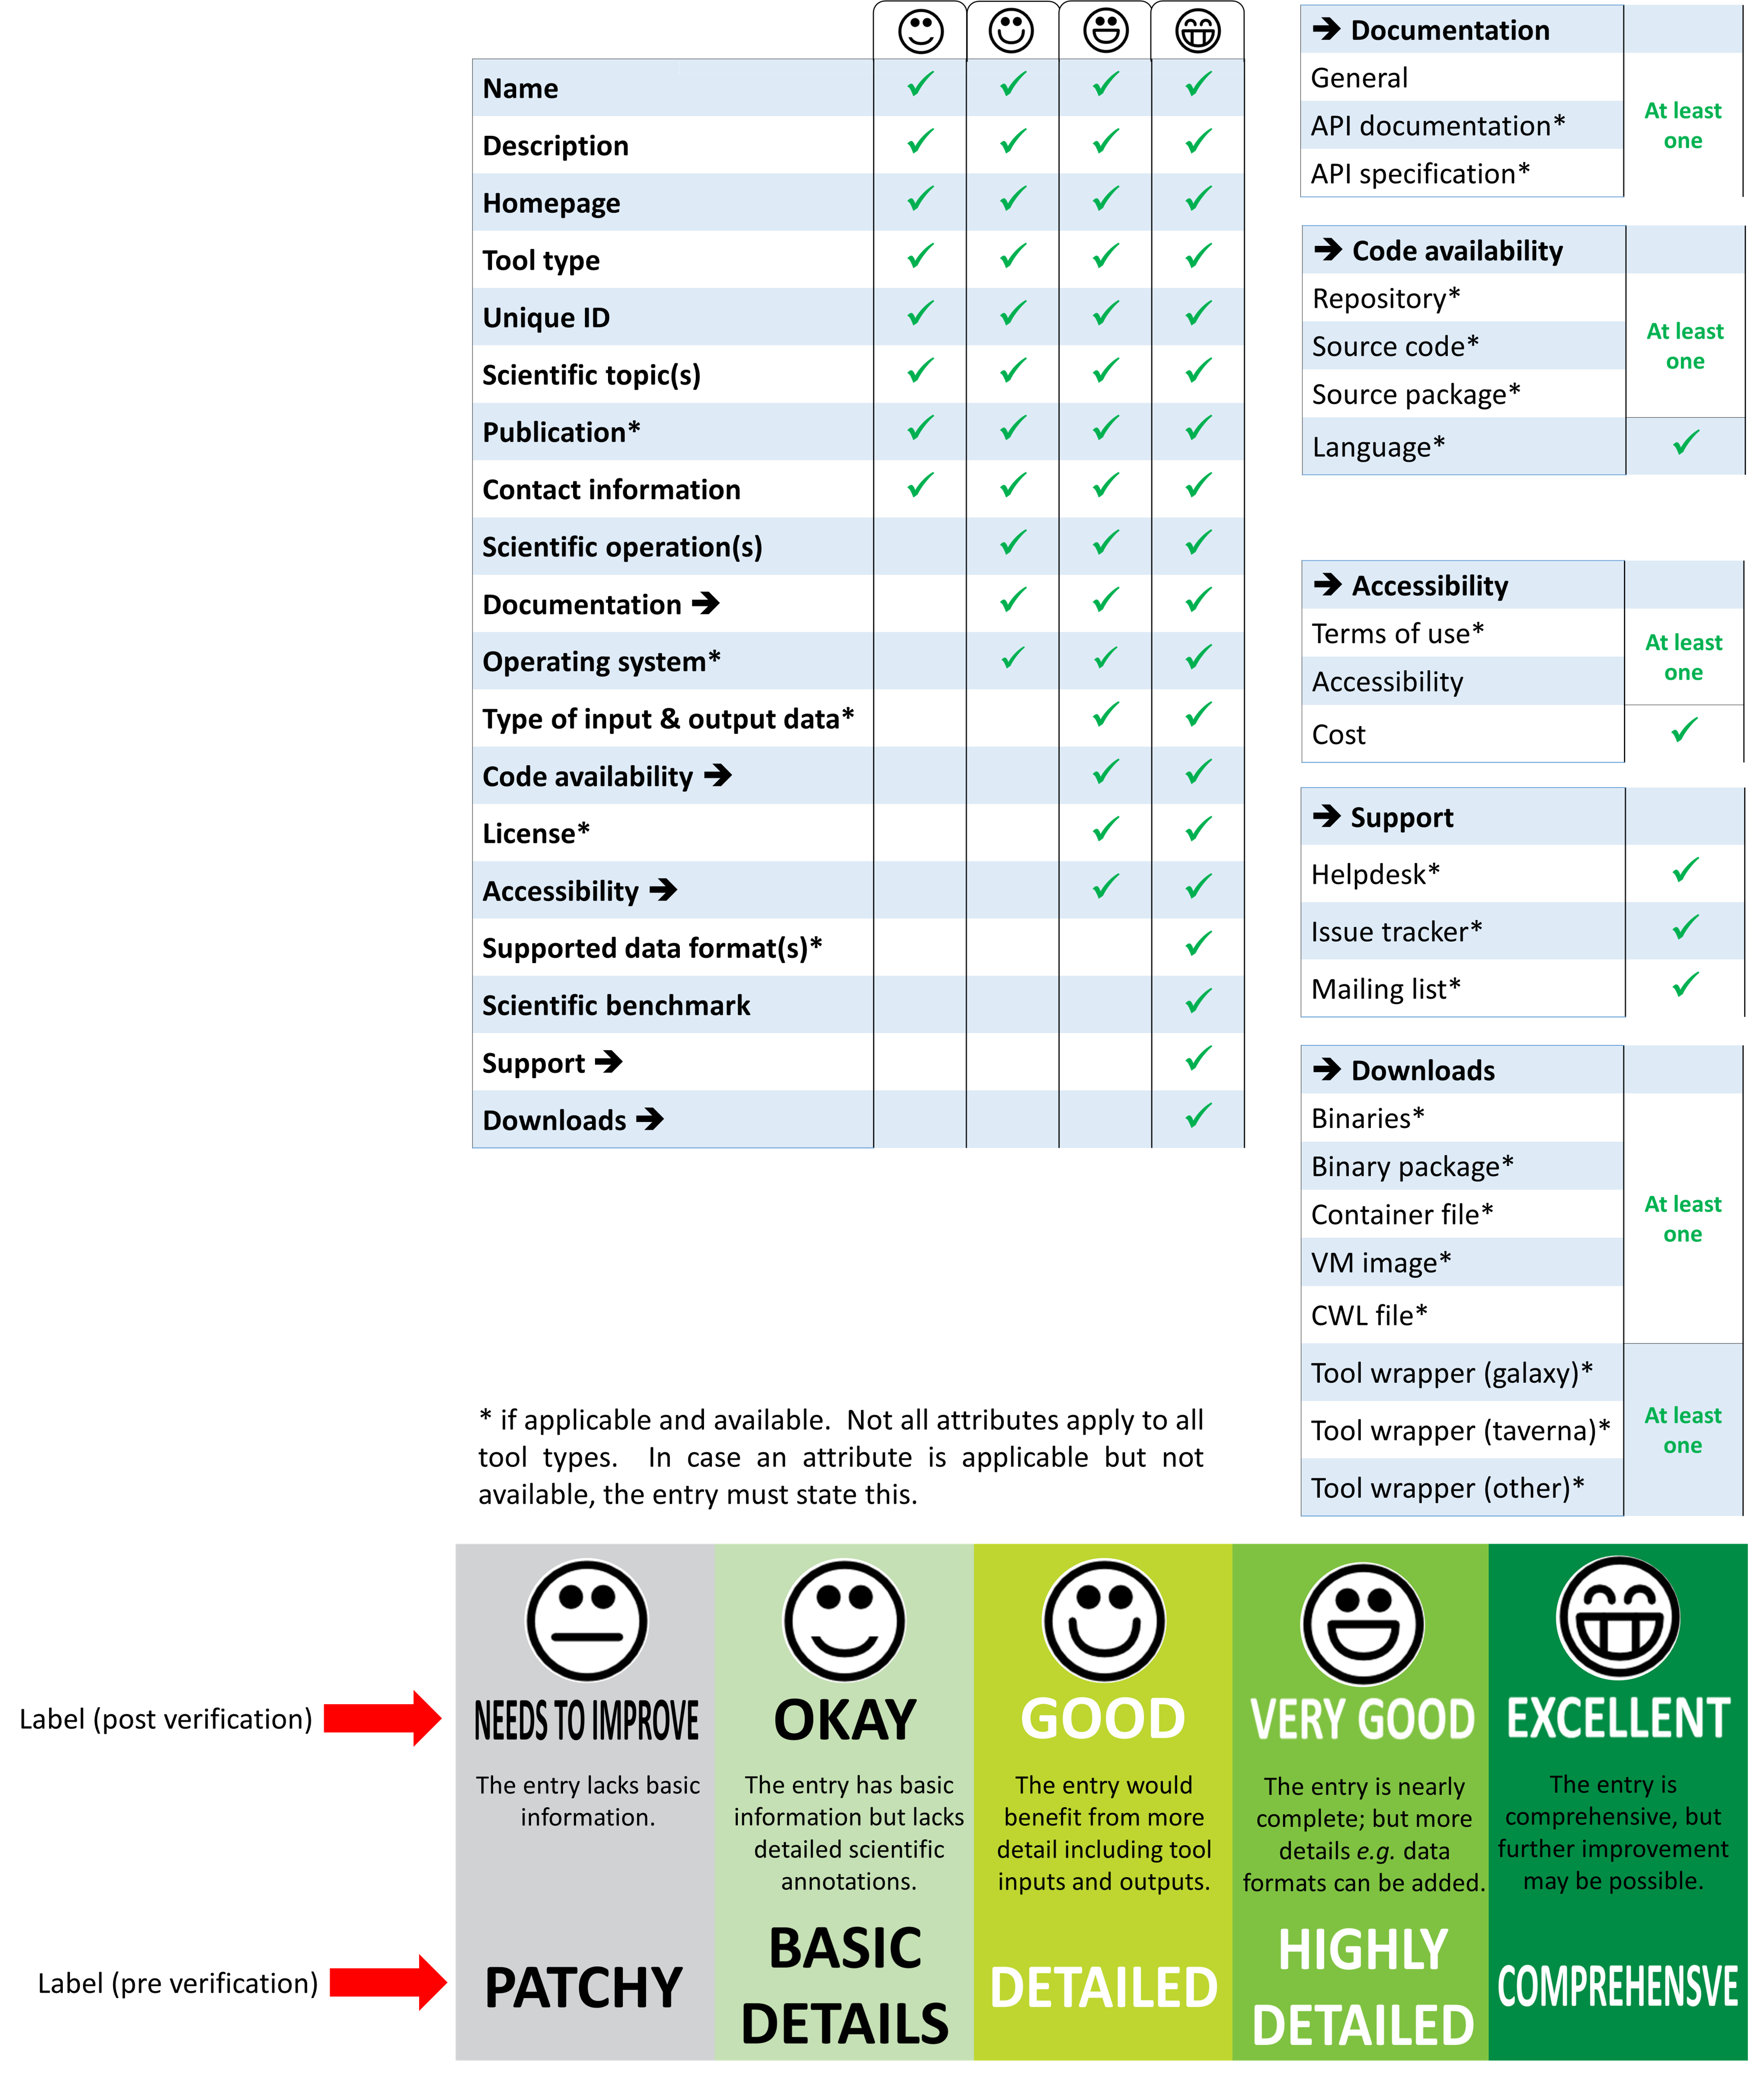 Name
Description
Homepage
Tool type
Unique ID
Scientific topic(s)
Publication*
Contact information
Scientific operation(s)
Documentation ➔
Operating system*
Type of input & output data*
Code availability ➔
License*
Accessibility ➔
Supported data format(s)*
Scientific benchmark
Support ➔
Downloads ➔
➔ Documentation
General
API documentation*
API specification*
At least
one
➔ Code availability
Repository*
Source code*
Source package*
At least
one
Language*
➔ Accessibility
Terms of use*
Accessibility
At least
one
Cost
➔ Support
Helpdesk*
Issue tracker*
Mailing list*
➔ Downloads
Binaries*
Binary package*
Container file*
VM image*
CWL file*
At least
one
Tool wrapper (galaxy)*
Tool wrapper (taverna)*
Tool wrapper (other)*
At least
one
* if applicable and available. Not all attributes apply to all
tool types. In case an attribute is applicable but not
available, the entry must state this.
Label (post verification)
NEEDS TO IMPROVE
The entry lacks basic
information.
OKAY
The entry has basic
information but lacks
detailed scientific
annotations.
GOOD
The entry would
benefit from more
detail including tool
inputs and outputs.
VERY GOOD
The entry is nearly
complete; but more
details e.g. data
formats can be added.
EXCELLENT
The entry is
comprehensive, but
further improvement
may be possible.
Label (pre verification)
PATCHY
BASIC
DETAILS
DETAILED
HIGHLY
DETAILED
COMPREHENSVE